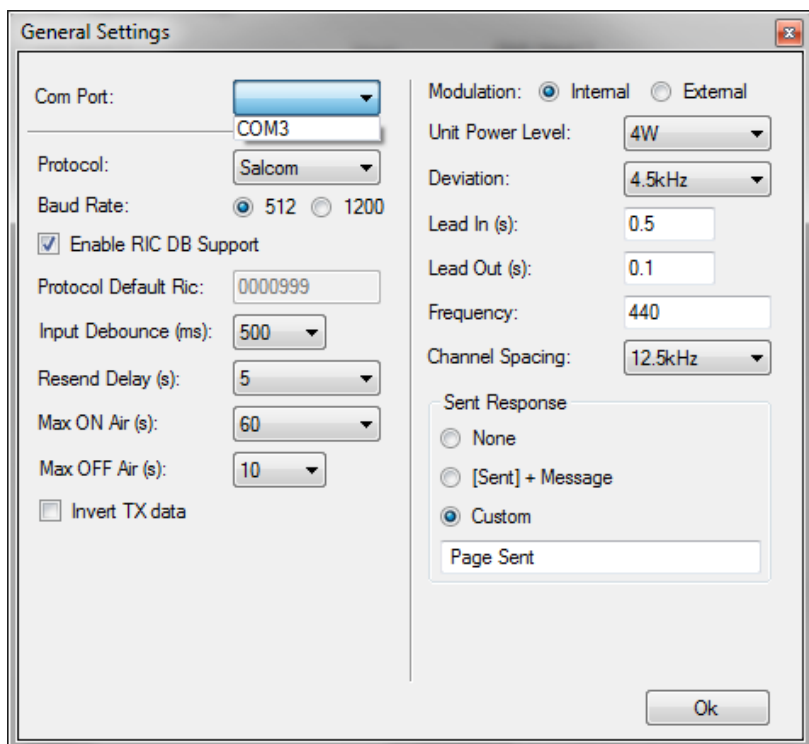 General Settings
Com Port:
COM3
Protocol: Salcom
Baud Rate: 512 1200
Enable RIC DB Support
Protocol Default Ric: 0000999
Input Debounce (ms): 500
Resend Delay (s): 5
Max ON Air (s): 60
Max OFF Air (s): 10
Invert TX data
Modulation: Internal External
Unit Power Level: 4W
Deviation: 4.5kHz
Lead In (s): 0.5
Lead Out (s): 0.1
Frequency: 440
Channel Spacing: 12.5kHz
Sent Response
None
[Sent] + Message
Custom
Page Sent
Ok